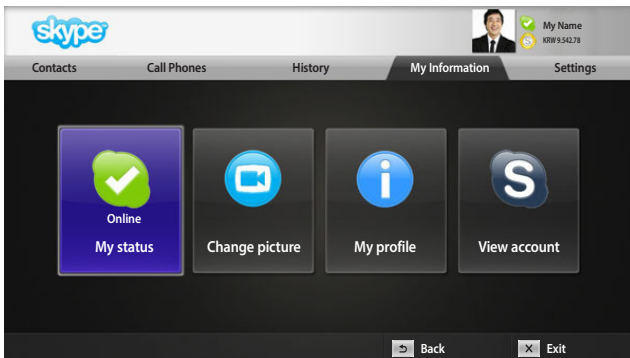 skype
My Name
KRW 9.542.78
Contacts Call Phones History My Information Settings
Online
My status Change picture My profile View account
Back Exit